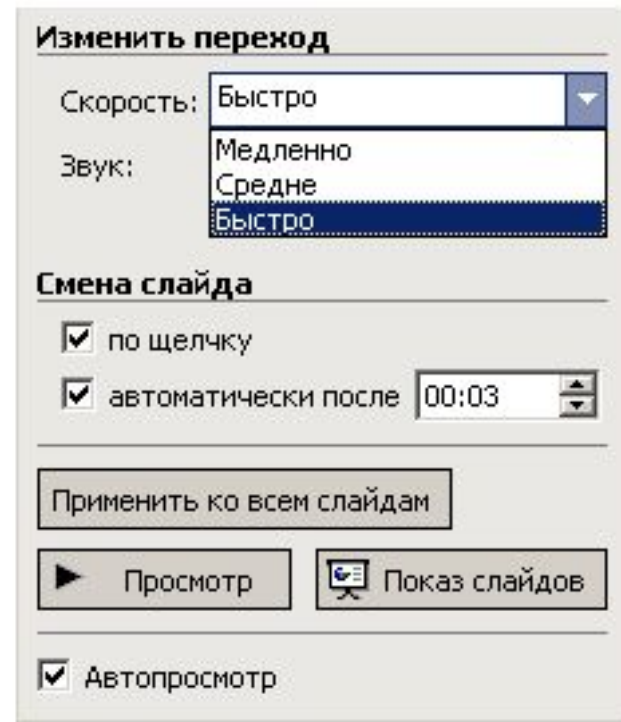 Изменить переход
Скорость: Быстро
Медленно
Звук:
Средне
Быстро
Смена слайда
по щелчку
автоматически после 00:03
Применить ко всем слайдам
Просмотр Показ слайдов
Автопросмотр